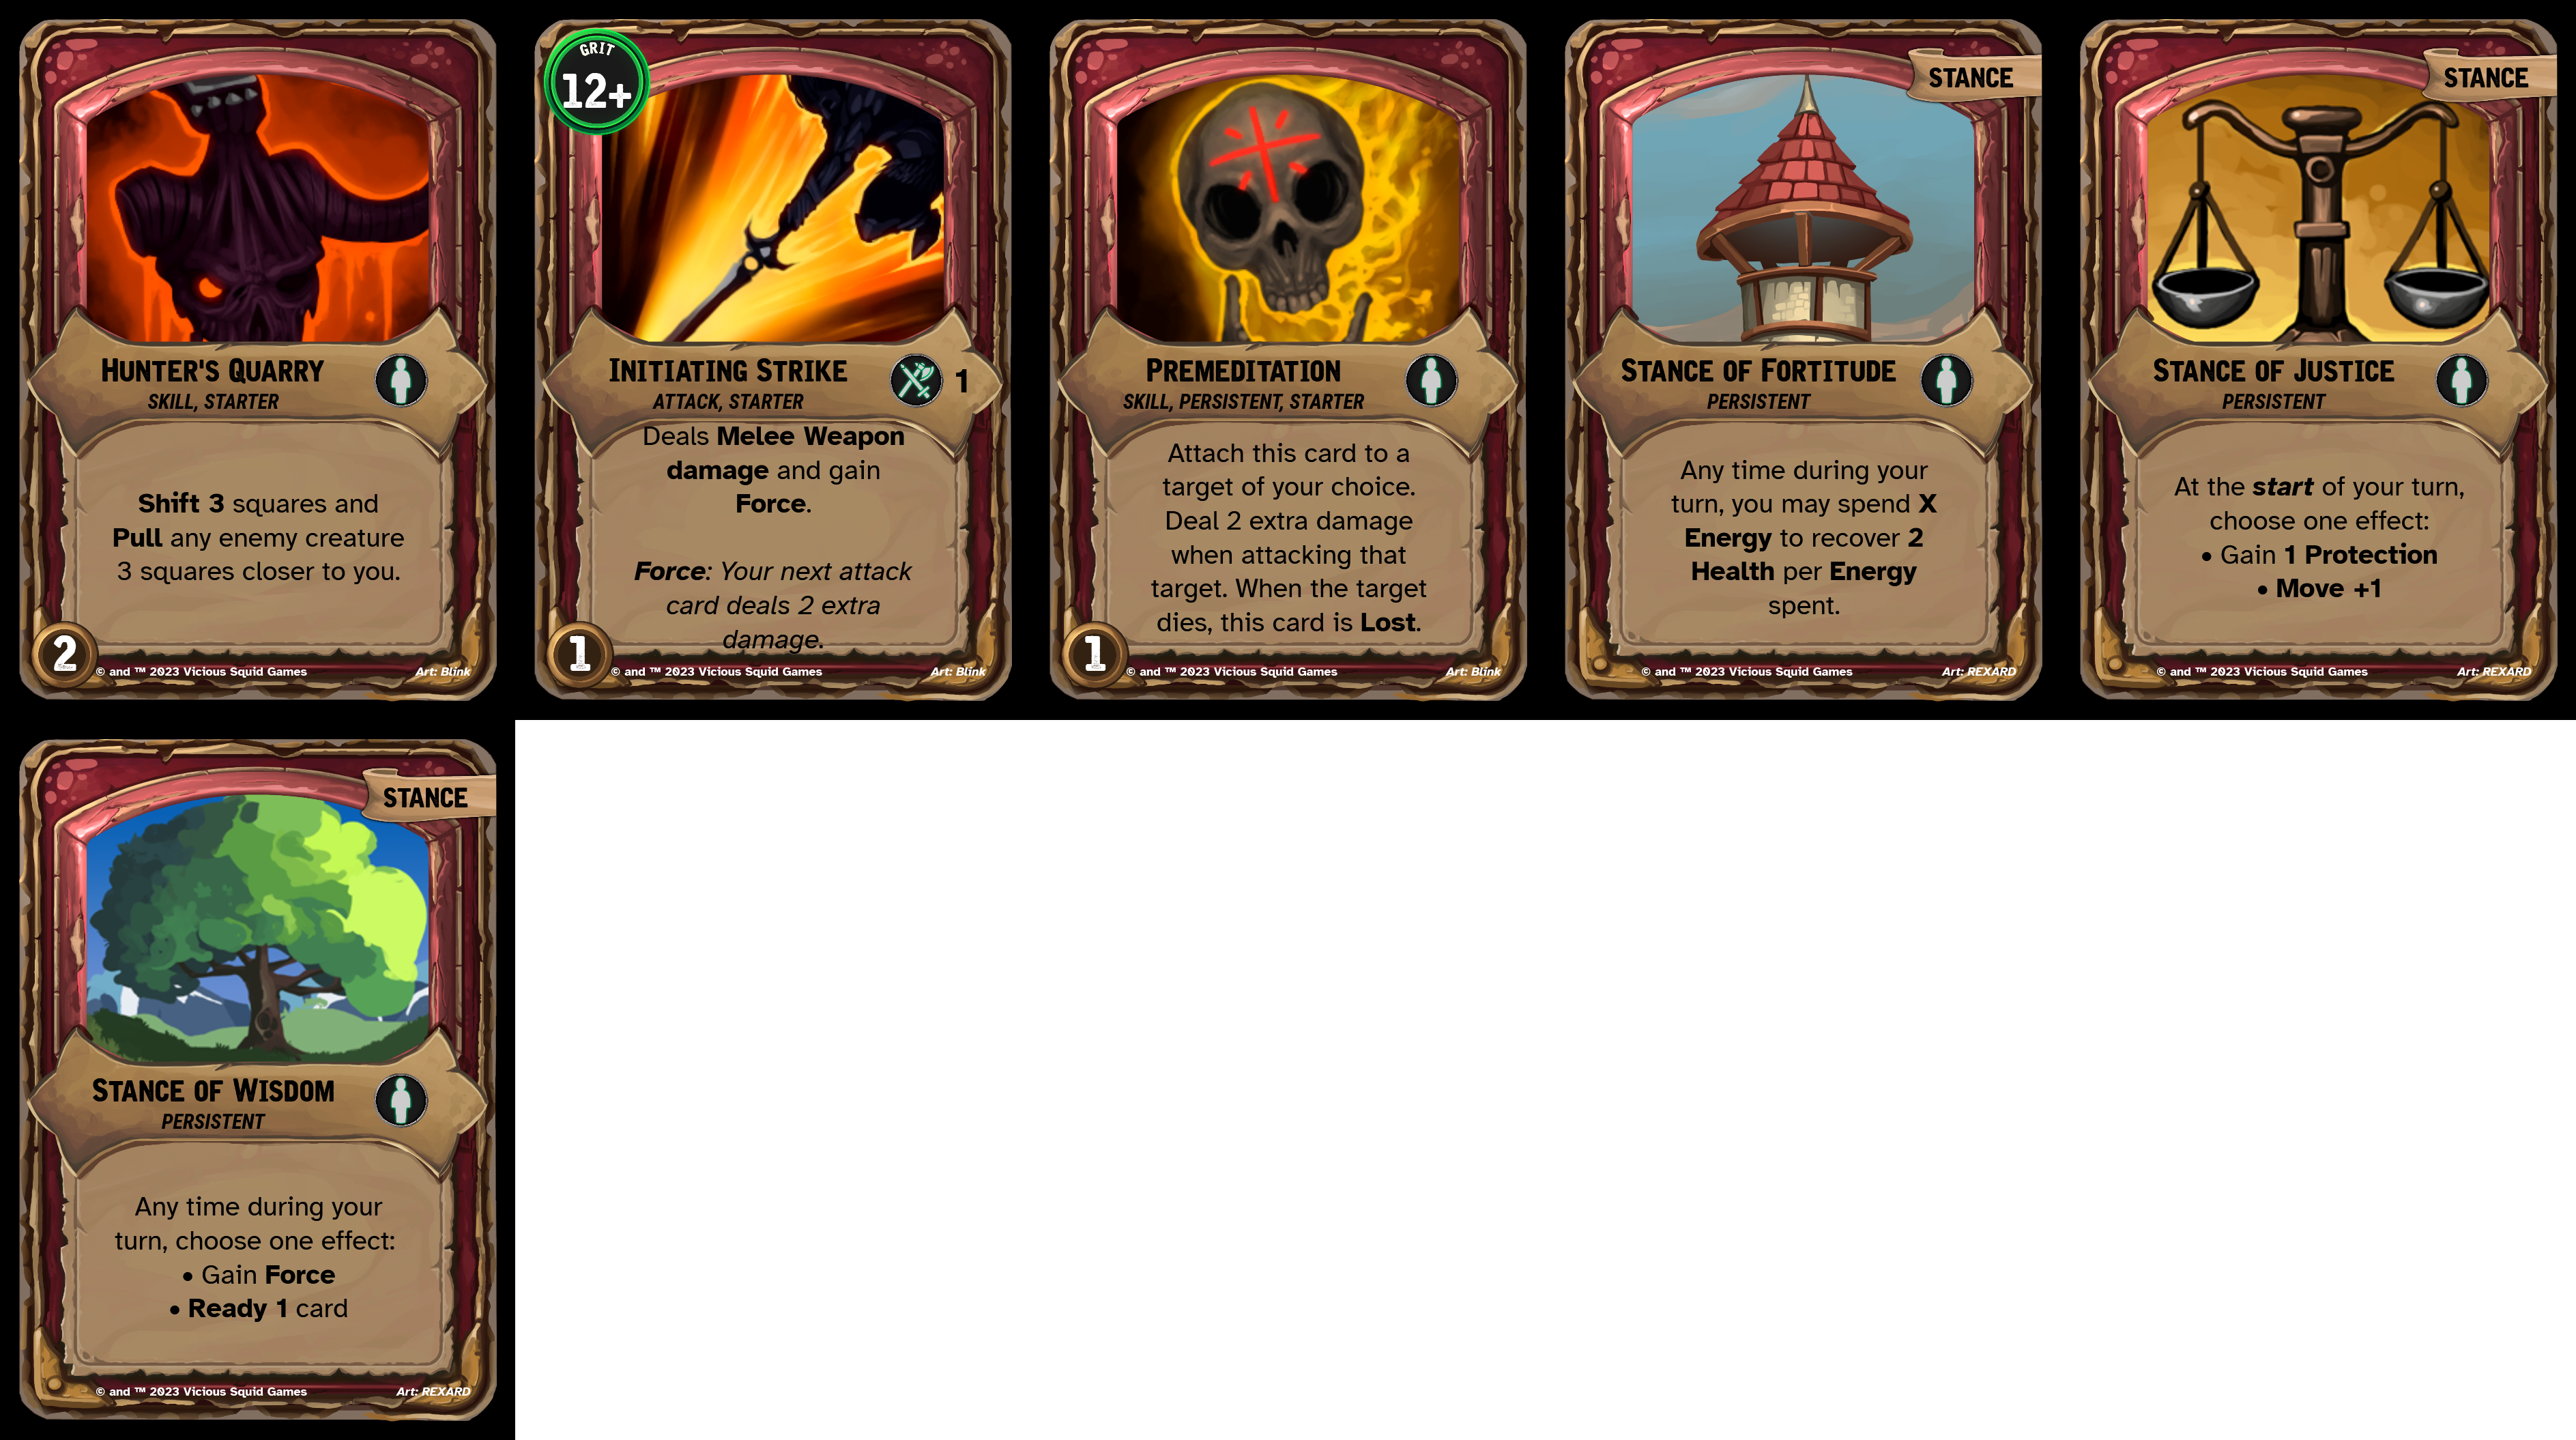 HUNTER'S QUARRY
SKILL, STARTER
Shift 3 squares and
Pull any enemy creature
3 squares closer to you.
2
© and ™ 2023 Vicious Squid Games
Art: Blink
GRIT
12+
INITIATING STRIKE
1
ATTACK, STARTER
Deals Melee Weapon
damage and gain
Force.
Force: Your next attack
card deals 2 extra
damage.
1
© and ™ 2023 Vicious Squid Games
Art: Blink
PREMEDITATION
SKILL, PERSISTENT, STARTER
Attach this card to a
target of your choice.
Deal 2 extra damage
when attacking that
target. When the target
dies, this card is Lost.
1
© and ™ 2023 Vicious Squid Games
Art: Blink
STANCE
STANCE OF FORTITUDE
PERSISTENT
Any time during your
turn, you may spend X
Energy to recover 2
Health per Energy
spent.
© and ™ 2023 Vicious Squid Games
Art: REXARD
STANCE
STANCE OF JUSTICE
PERSISTENT
At the start of your turn,
choose one effect:
• Gain 1 Protection
• Move +1
© and ™ 2023 Vicious Squid Games
Art: REXARD
STANCE
STANCE OF WISDOM
PERSISTENT
Any time during your
turn, choose one effect:
• Gain Force
• Ready 1 card
© and ™ 2023 Vicious Squid Games
Art: REXARD